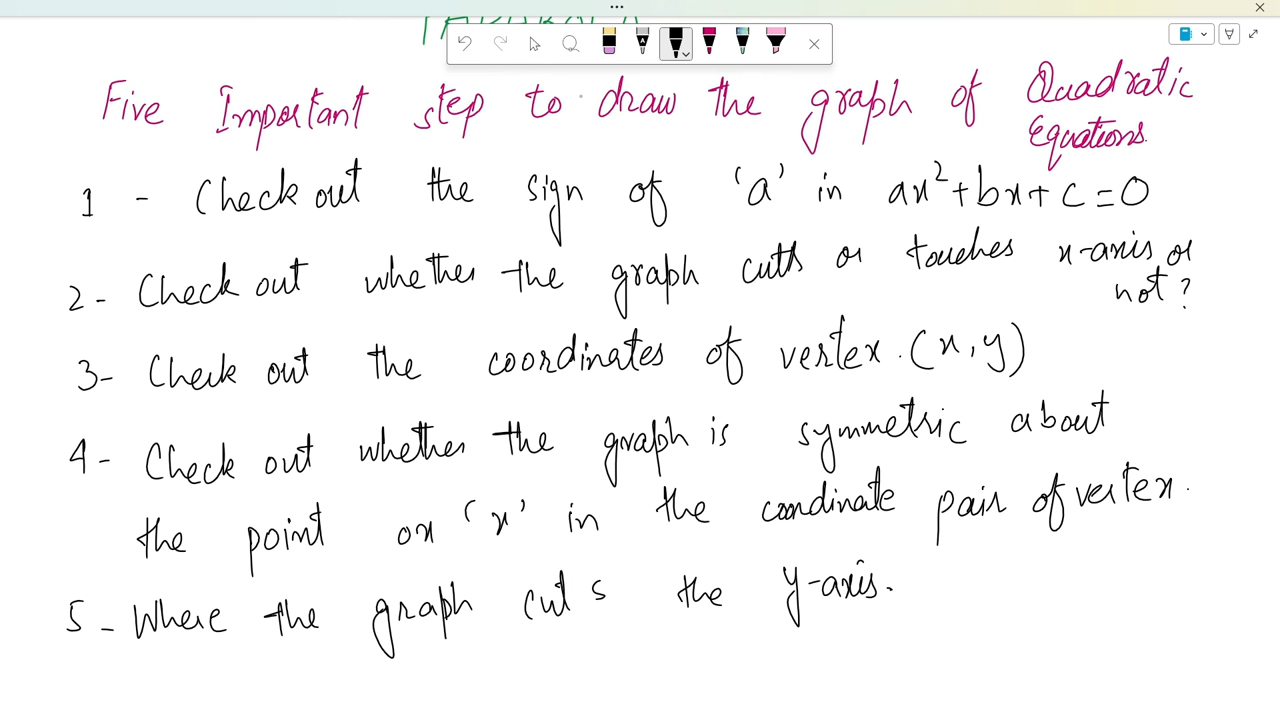 Five Important step to draw the graph of Quadratic
Equations.
1 - Check out the sign of 'a' in ax²+bx+c=0
2- Check out whether the graph cuts or touches x-axis or
not?
3- Check out the coordinates of vertex. (x,y)
4- Check out whether the graph is symmetric about
the point on 'x' in the coordinate pair of vertex.
5- Where the graph cuts the y-axis.